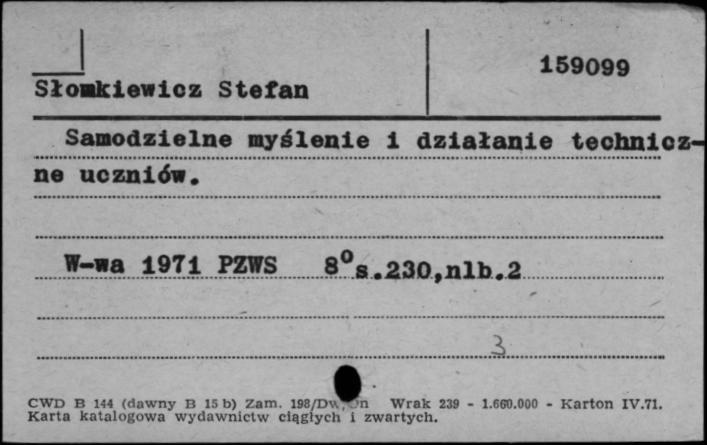 159099
Słomkiewicz Stefan
Samodzielne myślenie i działanie technicz-
ne uczniów.
W-wa 1971 PZWS 8° s.230,nlb.2
3
CWD B 144 (dawny B 15 b) Zam. 198/Dw. Wrak 239 - 1.660.000 - Karton IV.71.
Karta katalogowa wydawnictw ciągłych i zwartych.